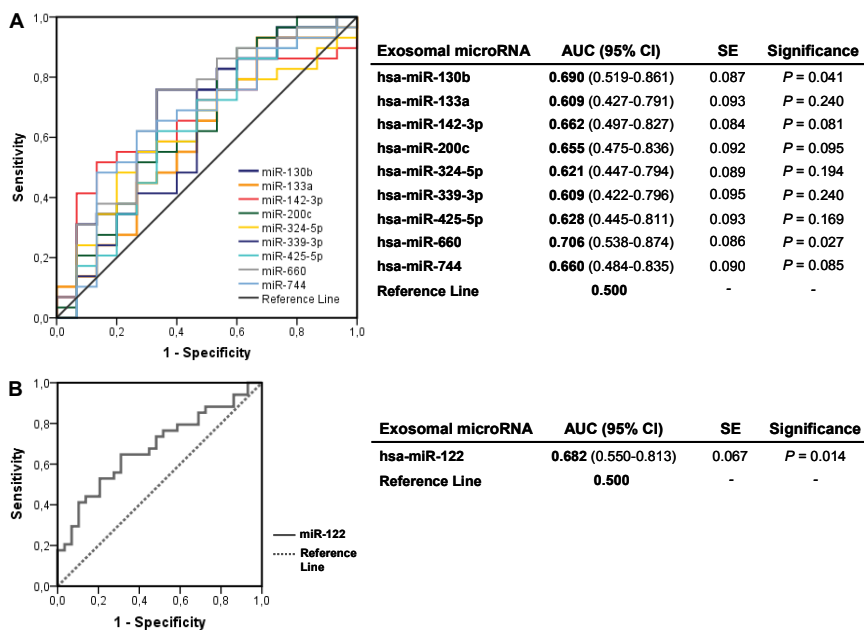 A
1,0
0,8
0,6
0,4
0,2
0,0
Sensitivity
miR-130b
miR-133a
miR-142-3p
miR-200c
miR-324-5p
miR-339-3p
miR-425-5p
miR-660
miR-744
Reference Line
0,0 0,2 0,4 0,6 0,8 1,0
1 - Specificity
Exosomal microRNA AUC (95% CI) SE Significance
hsa-miR-130b 0.690 (0.519-0.861) 0.087 P = 0.041
hsa-miR-133a 0.609 (0.427-0.791) 0.093 P = 0.240
hsa-miR-142-3p 0.662 (0.497-0.827) 0.084 P = 0.081
hsa-miR-200c 0.655 (0.475-0.836) 0.092 P = 0.095
hsa-miR-324-5p 0.621 (0.447-0.794) 0.089 P = 0.194
hsa-miR-339-3p 0.609 (0.422-0.796) 0.095 P = 0.240
hsa-miR-425-5p 0.628 (0.445-0.811) 0.093 P = 0.169
hsa-miR-660 0.706 (0.538-0.874) 0.086 P = 0.027
hsa-miR-744 0.660 (0.484-0.835) 0.090 P = 0.085
Reference Line 0.500 - -
B
1,0
0,8
0,6
0,4
0,2
0,0
Sensitivity
miR-122
Reference
Line
0,0 0,2 0,4 0,6 0,8 1,0
1 - Specificity
Exosomal microRNA AUC (95% CI) SE Significance
hsa-miR-122 0.682 (0.550-0.813) 0.067 P = 0.014
Reference Line 0.500 - -